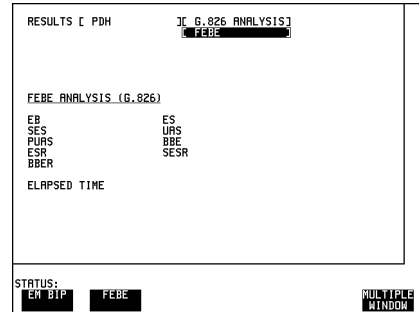 RESULTS [ PDH ][ G.826 ANALYSIS]
[ FEBE ]
FEBE ANALYSIS (G.826)
EB ES
SES UAS
PUAS BBE
ESR SESR
BBER
ELAPSED TIME
STATUS:
EM BIP FEBE MULTIPLE
WINDOW